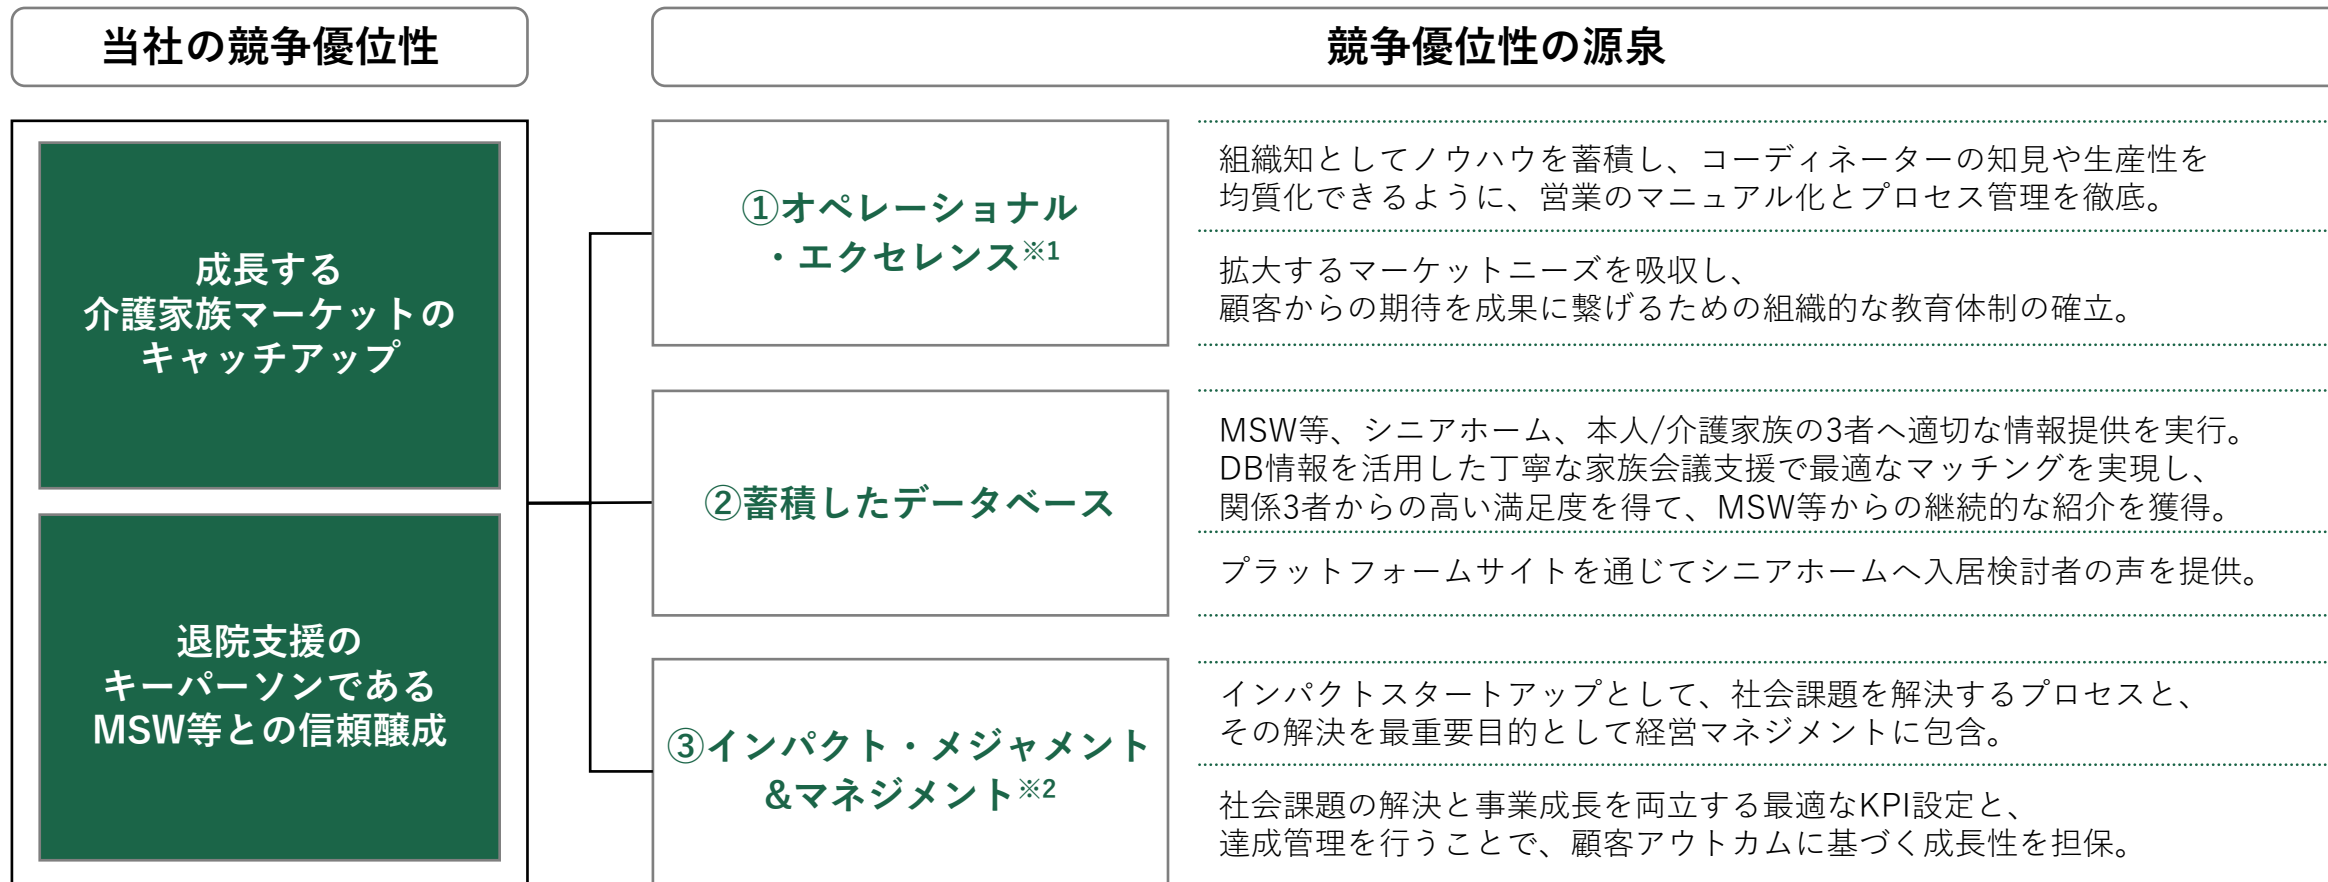 当社の競争優位性
競争優位性の源泉
成長する
介護家族マーケットの
キャッチアップ
退院支援の
キーパーソンである
MSW等との信頼醸成
①オペレーショナル
・エクセレンス※1
組織知としてノウハウを蓄積し、コーディネーターの知見や生産性を
均質化できるように、営業のマニュアル化とプロセス管理を徹底。
拡大するマーケットニーズを吸収し、
顧客からの期待を成果に繋げるための組織的な教育体制の確立。
②蓄積したデータベース
MSW等、シニアホーム、本人/介護家族の3者へ適切な情報提供を実行。
DB情報を活用した丁寧な家族会議支援で最適なマッチングを実現し、
関係3者からの高い満足度を得て、MSW等からの継続的な紹介を獲得。
プラットフォームサイトを通じてシニアホームへ入居検討者の声を提供。
③インパクト・メジャメント
&マネジメント※2
インパクトスタートアップとして、社会課題を解決するプロセスと、
その解決を最重要目的として経営マネジメントに包含。
社会課題の解決と事業成長を両立する最適なKPI設定と、
達成管理を行うことで、顧客アウトカムに基づく成長性を担保。